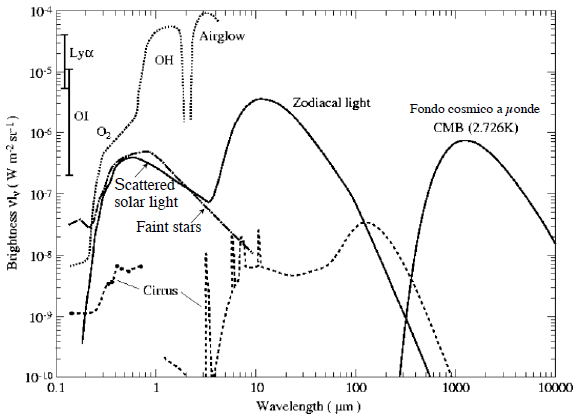 10⁻⁴
10⁻⁵
10⁻⁶
10⁻⁷
10⁻⁸
10⁻⁹
10⁻¹⁰
Brightness νIν ( W m⁻² sr⁻¹ )
Lyα
OI
O₂
OH
Airglow
Zodiacal light
Fondo cosmico a μonde
CMB (2.726K)
Scattered
solar light
Faint stars
Cirrus
0.1 1 10 100 1000 10000
Wavelength ( μm )